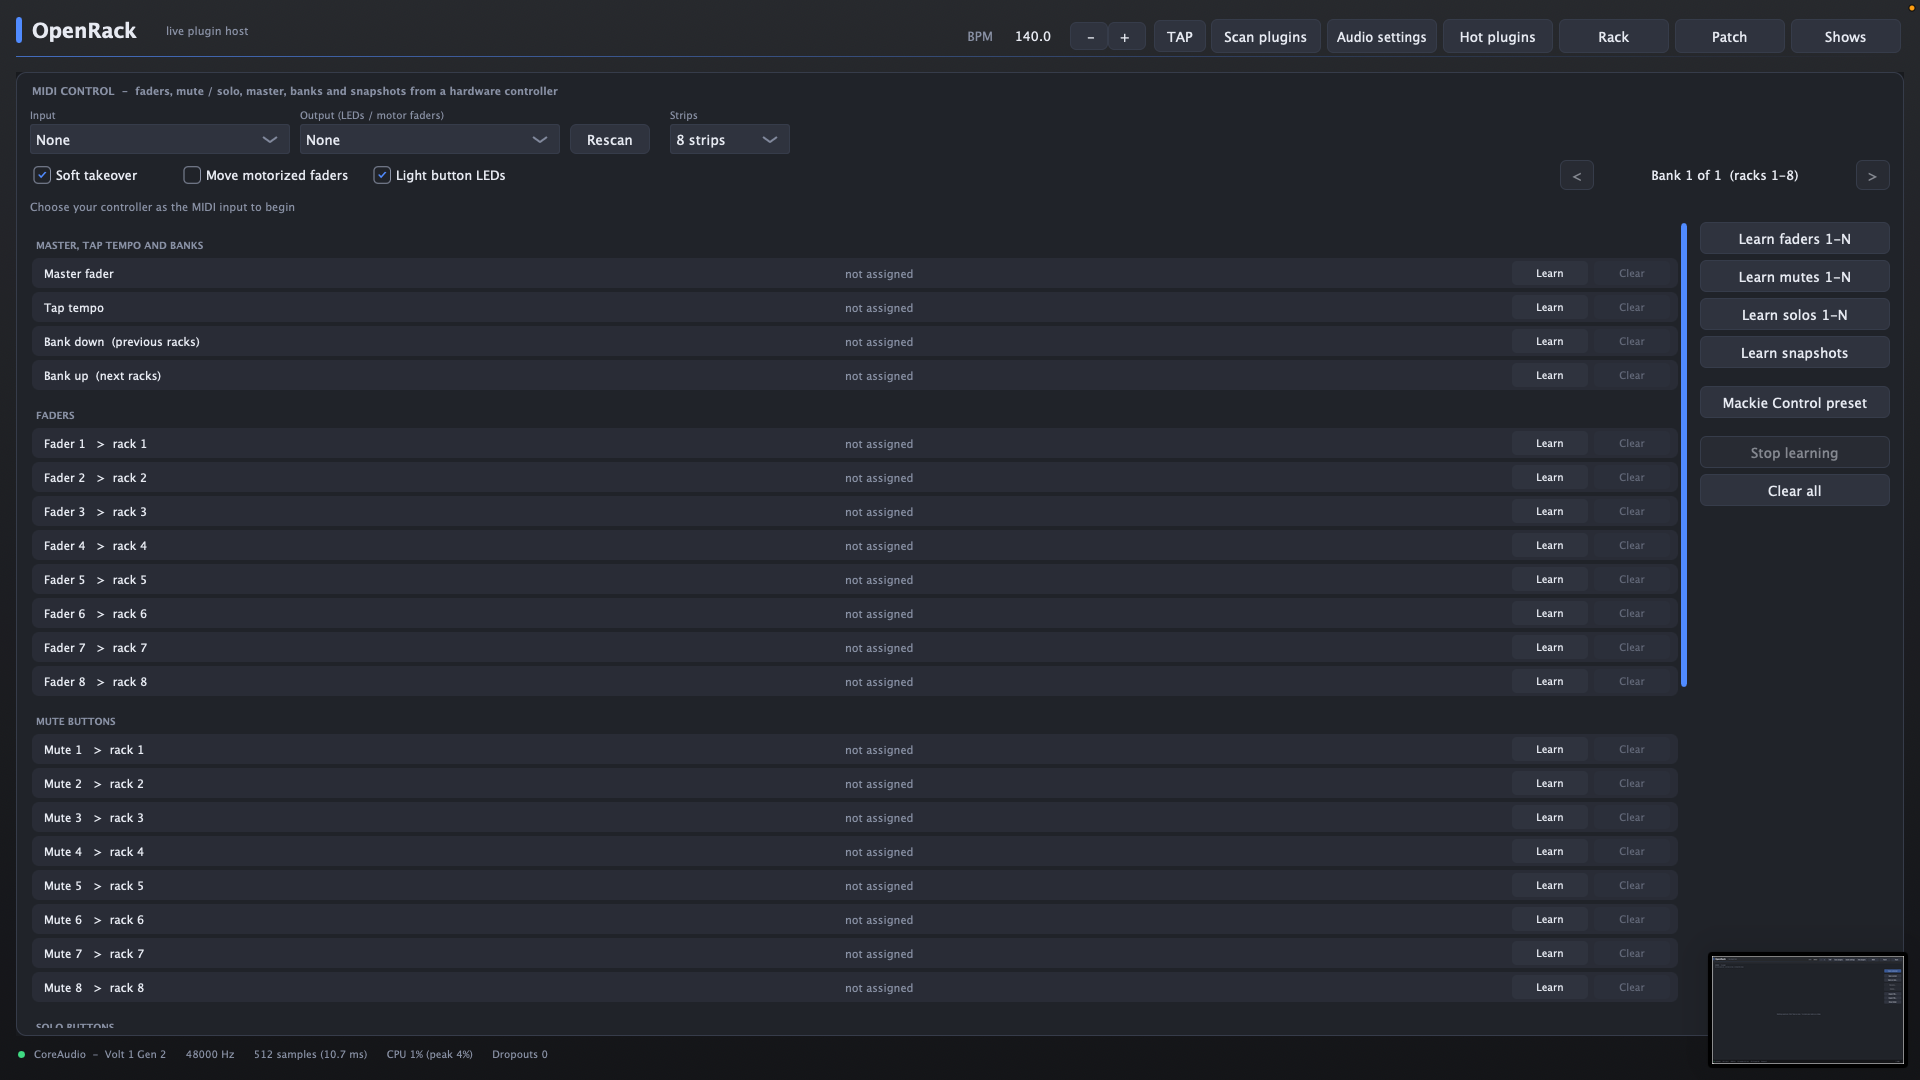 OpenRack live plugin host BPM 140.0 - + TAP Scan plugins Audio settings Hot plugins Rack Patch Shows
MIDI CONTROL – faders, mute / solo, master, banks and snapshots from a hardware controller
Input Output (LEDs / motor faders) Strips
None None Rescan 8 strips
Soft takeover Move motorized faders Light button LEDs < Bank 1 of 1 (racks 1-8) >
Choose your controller as the MIDI input to begin
MASTER, TAP TEMPO AND BANKS
Master fader not assigned Learn Clear
Tap tempo not assigned Learn Clear
Bank down (previous racks) not assigned Learn Clear
Bank up (next racks) not assigned Learn Clear
FADERS
Fader 1 > rack 1 not assigned Learn Clear
Fader 2 > rack 2 not assigned Learn Clear
Fader 3 > rack 3 not assigned Learn Clear
Fader 4 > rack 4 not assigned Learn Clear
Fader 5 > rack 5 not assigned Learn Clear
Fader 6 > rack 6 not assigned Learn Clear
Fader 7 > rack 7 not assigned Learn Clear
Fader 8 > rack 8 not assigned Learn Clear
MUTE BUTTONS
Mute 1 > rack 1 not assigned Learn Clear
Mute 2 > rack 2 not assigned Learn Clear
Mute 3 > rack 3 not assigned Learn Clear
Mute 4 > rack 4 not assigned Learn Clear
Mute 5 > rack 5 not assigned Learn Clear
Mute 6 > rack 6 not assigned Learn Clear
Mute 7 > rack 7 not assigned Learn Clear
Mute 8 > rack 8 not assigned Learn Clear
SOLO BUTTONS
Learn faders 1-N
Learn mutes 1-N
Learn solos 1-N
Learn snapshots
Mackie Control preset
Stop learning
Clear all
CoreAudio – Volt 1 Gen 2 48000 Hz 512 samples (10.7 ms) CPU 1% (peak 4%) Dropouts 0